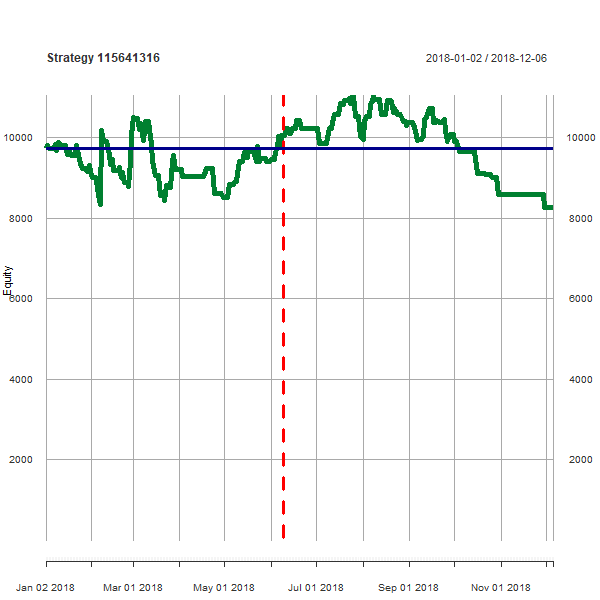 Strategy 115641316
2018-01-02 / 2018-12-06
10000
10000
8000
8000
Equity
6000
6000
4000
4000
2000
2000
Jan 02 2018
Mar 01 2018
May 01 2018
Jul 01 2018
Sep 01 2018
Nov 01 2018